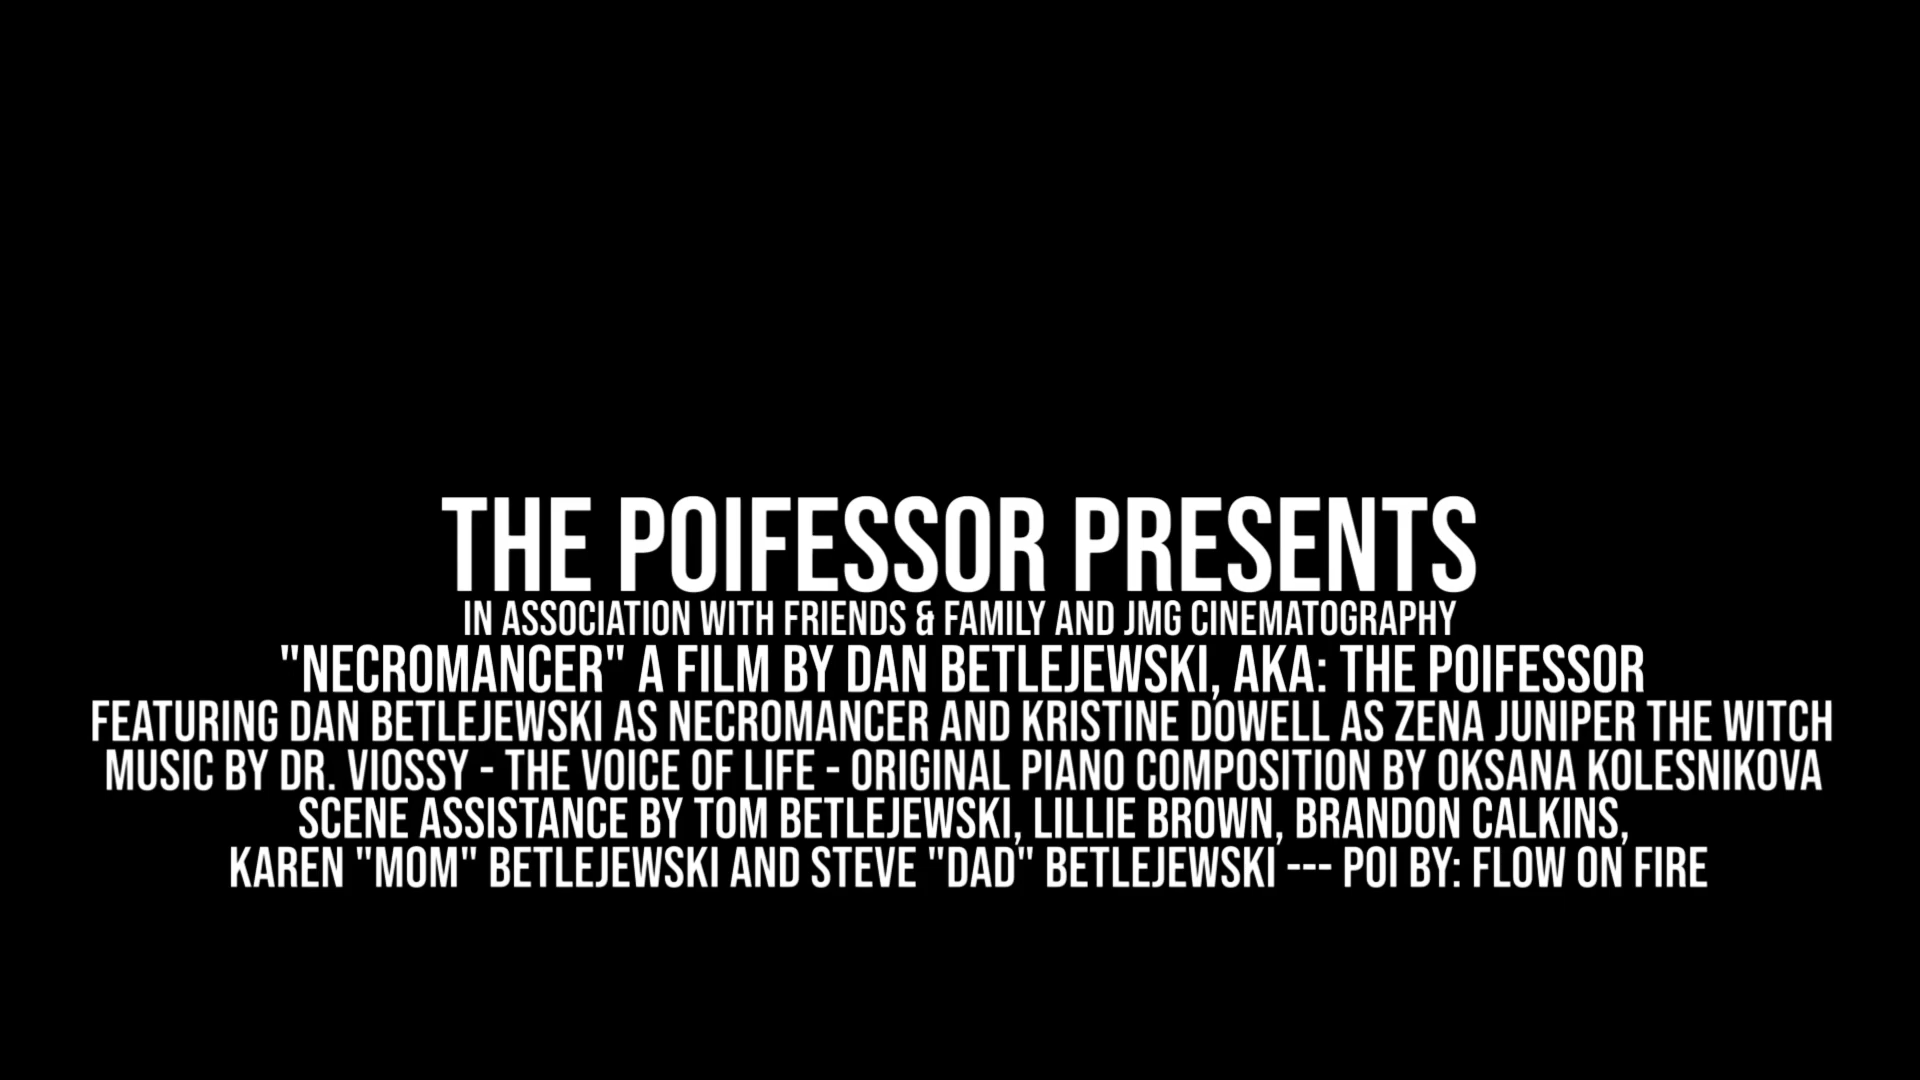 THE POIFESSOR PRESENTS
IN ASSOCIATION WITH FRIENDS & FAMILY AND JMG CINEMATOGRAPHY
"NECROMANCER" A FILM BY DAN BETLEJEWSKI, AKA: THE POIFESSOR
FEATURING DAN BETLEJEWSKI AS NECROMANCER AND KRISTINE DOWELL AS ZENA JUNIPER THE WITCH
MUSIC BY DR. VIOSSY - THE VOICE OF LIFE - ORIGINAL PIANO COMPOSITION BY OKSANA KOLESNIKOVA
SCENE ASSISTANCE BY TOM BETLEJEWSKI, LILLIE BROWN, BRANDON CALKINS,
KAREN "MOM" BETLEJEWSKI AND STEVE "DAD" BETLEJEWSKI --- POI BY: FLOW ON FIRE